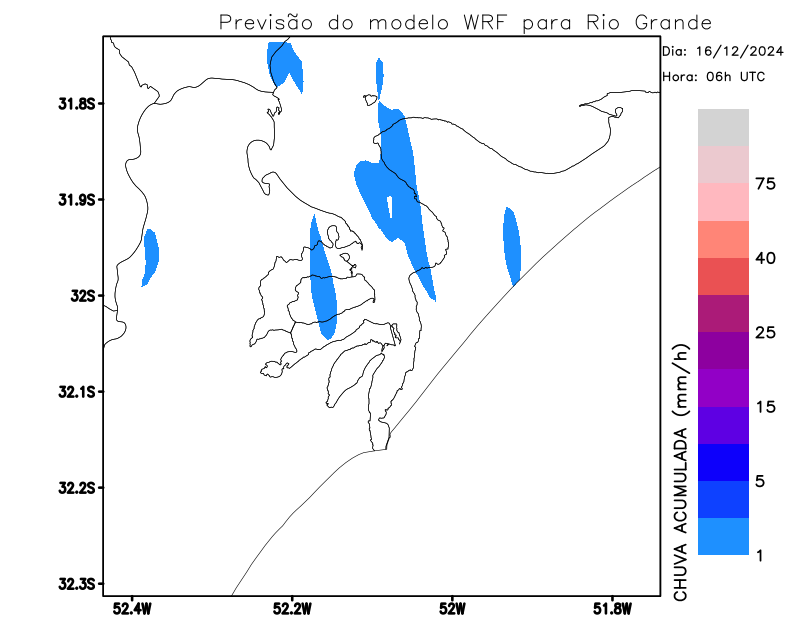 Previsão do modelo WRF para Rio Grande
Dia: 16/12/2024
Hora: 06h UTC
31.8S
31.9S
32S
32.1S
32.2S
32.3S
52.4W
52.2W
52W
51.8W
75
40
25
15
5
1
CHUVA ACUMULADA (mm/h)